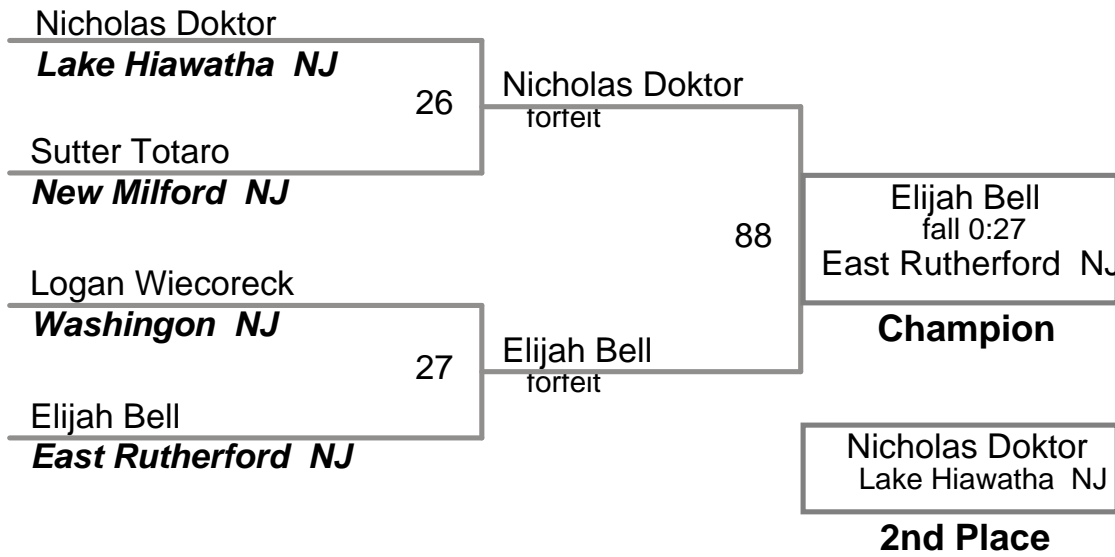 Nicholas Doktor
Lake Hiawatha NJ
26
Sutter Totaro
New Milford NJ
Logan Wiecoreck
Washingon NJ
27
Elijah Bell
East Rutherford NJ
Nicholas Doktor
forfeit
88
Elijah Bell
forfeit
Elijah Bell
fall 0:27
East Rutherford NJ
Champion
Nicholas Doktor
Lake Hiawatha NJ
2nd Place